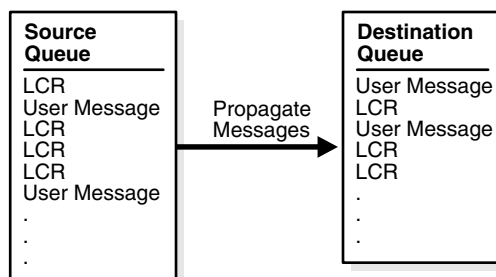 Source
Queue
LCR
User Message
LCR
LCR
LCR
User Message
.
.
.
Propagate
Messages
Destination
Queue
User Message
LCR
User Message
LCR
LCR
.
.
.